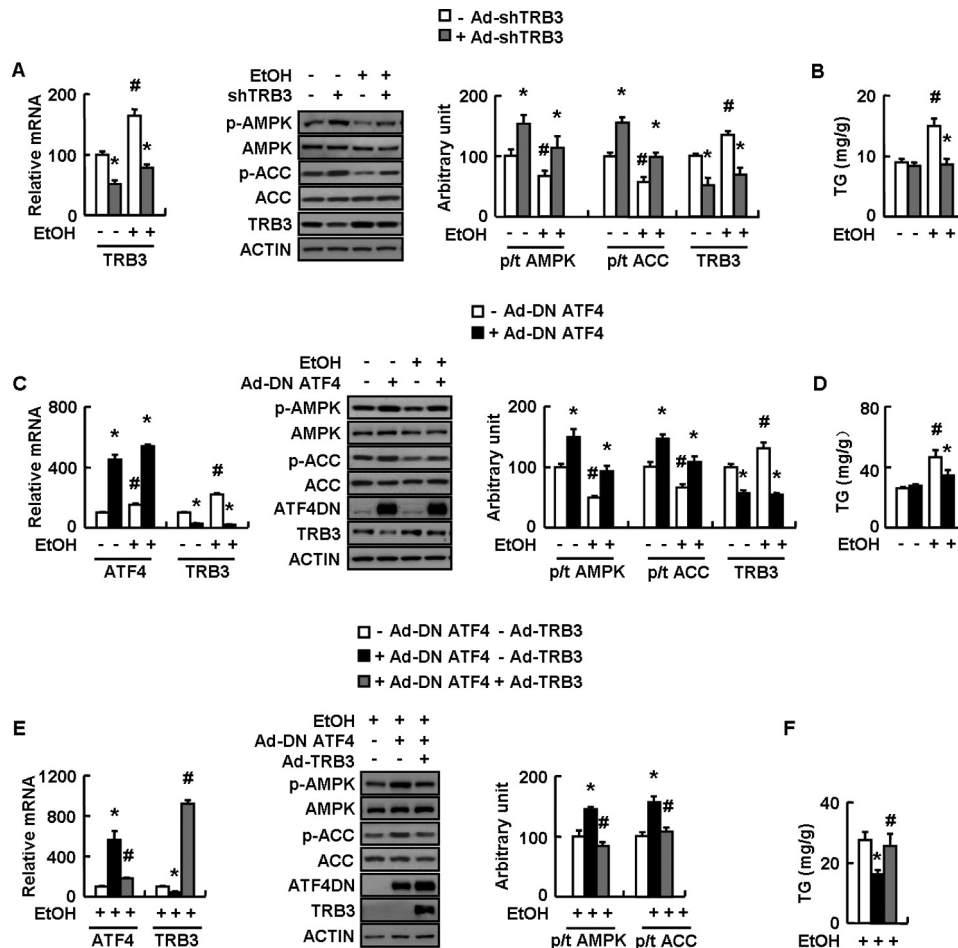 - Ad-shTRB3
+ Ad-shTRB3
A
Relative mRNA
200
100
0
*
#
*
EtOH - - + +
TRB3
EtOH - - + +
shTRB3 - + - +
p-AMPK
AMPK
p-ACC
ACC
TRB3
ACTIN
Arbitrary unit
200
100
0
* # * * # * * # *
EtOH - - + + - - + + - - + +
p/t AMPK p/t ACC TRB3
B
TG (mg/g)
20
10
0
# *
EtOH - - + +
- Ad-DN ATF4
+ Ad-DN ATF4
C
Relative mRNA
800
400
0
* # * * # *
EtOH - - + + - - + +
ATF4 TRB3
EtOH - - + +
Ad-DN ATF4 - + - +
p-AMPK
AMPK
p-ACC
ACC
ATF4DN
TRB3
ACTIN
Arbitrary unit
200
100
0
* # * * # * * # *
EtOH - - + + - - + + - - + +
p/t AMPK p/t ACC TRB3
D
TG (mg/g)
80
40
0
# *
EtOH - - + +
- Ad-DN ATF4 - Ad-TRB3
+ Ad-DN ATF4 - Ad-TRB3
+ Ad-DN ATF4 + Ad-TRB3
E
Relative mRNA
1200
800
400
0
* # * #
EtOH + + + + + +
ATF4 TRB3
EtOH + + +
Ad-DN ATF4 - + +
Ad-TRB3 - - +
p-AMPK
AMPK
p-ACC
ACC
ATF4DN
TRB3
ACTIN
Arbitrary unit
200
100
0
* # * #
EtOH + + + + + +
p/t AMPK p/t ACC
F
TG (mg/g)
40
20
0
* #
EtOH + + +